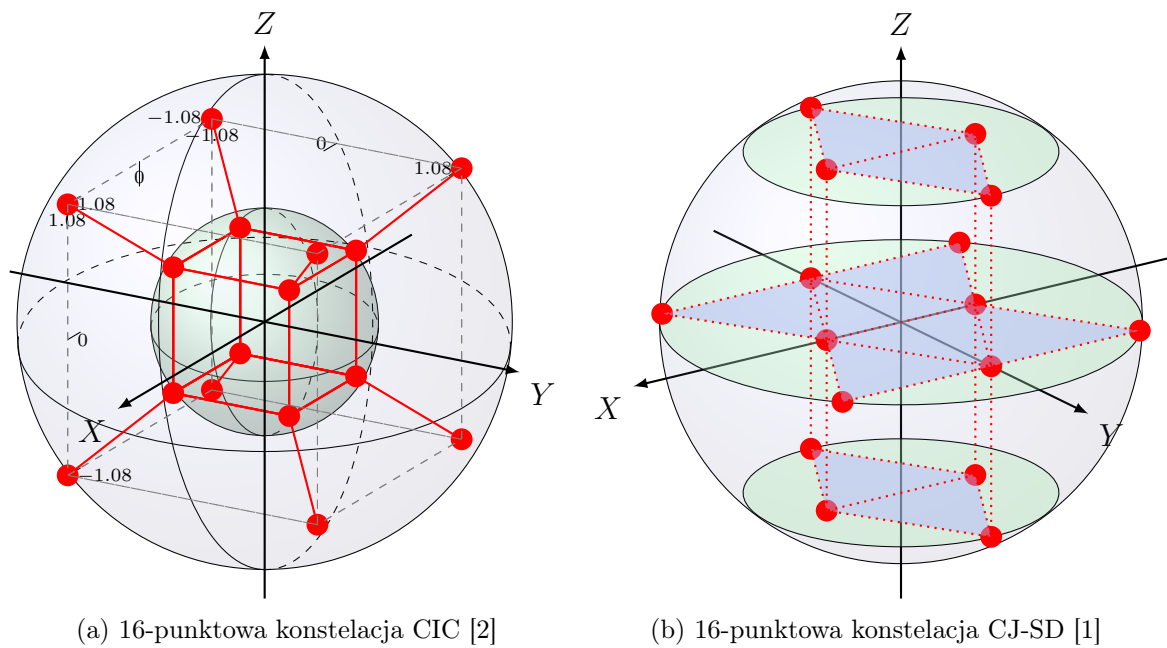 Z
Z
−1.08
−1.08
0
1.08
ϕ
1.08
1.08
0
X
Y
X
Y
−1.08
(a) 16-punktowa konstelacja CIC [2]
(b) 16-punktowa konstelacja CJ-SD [1]